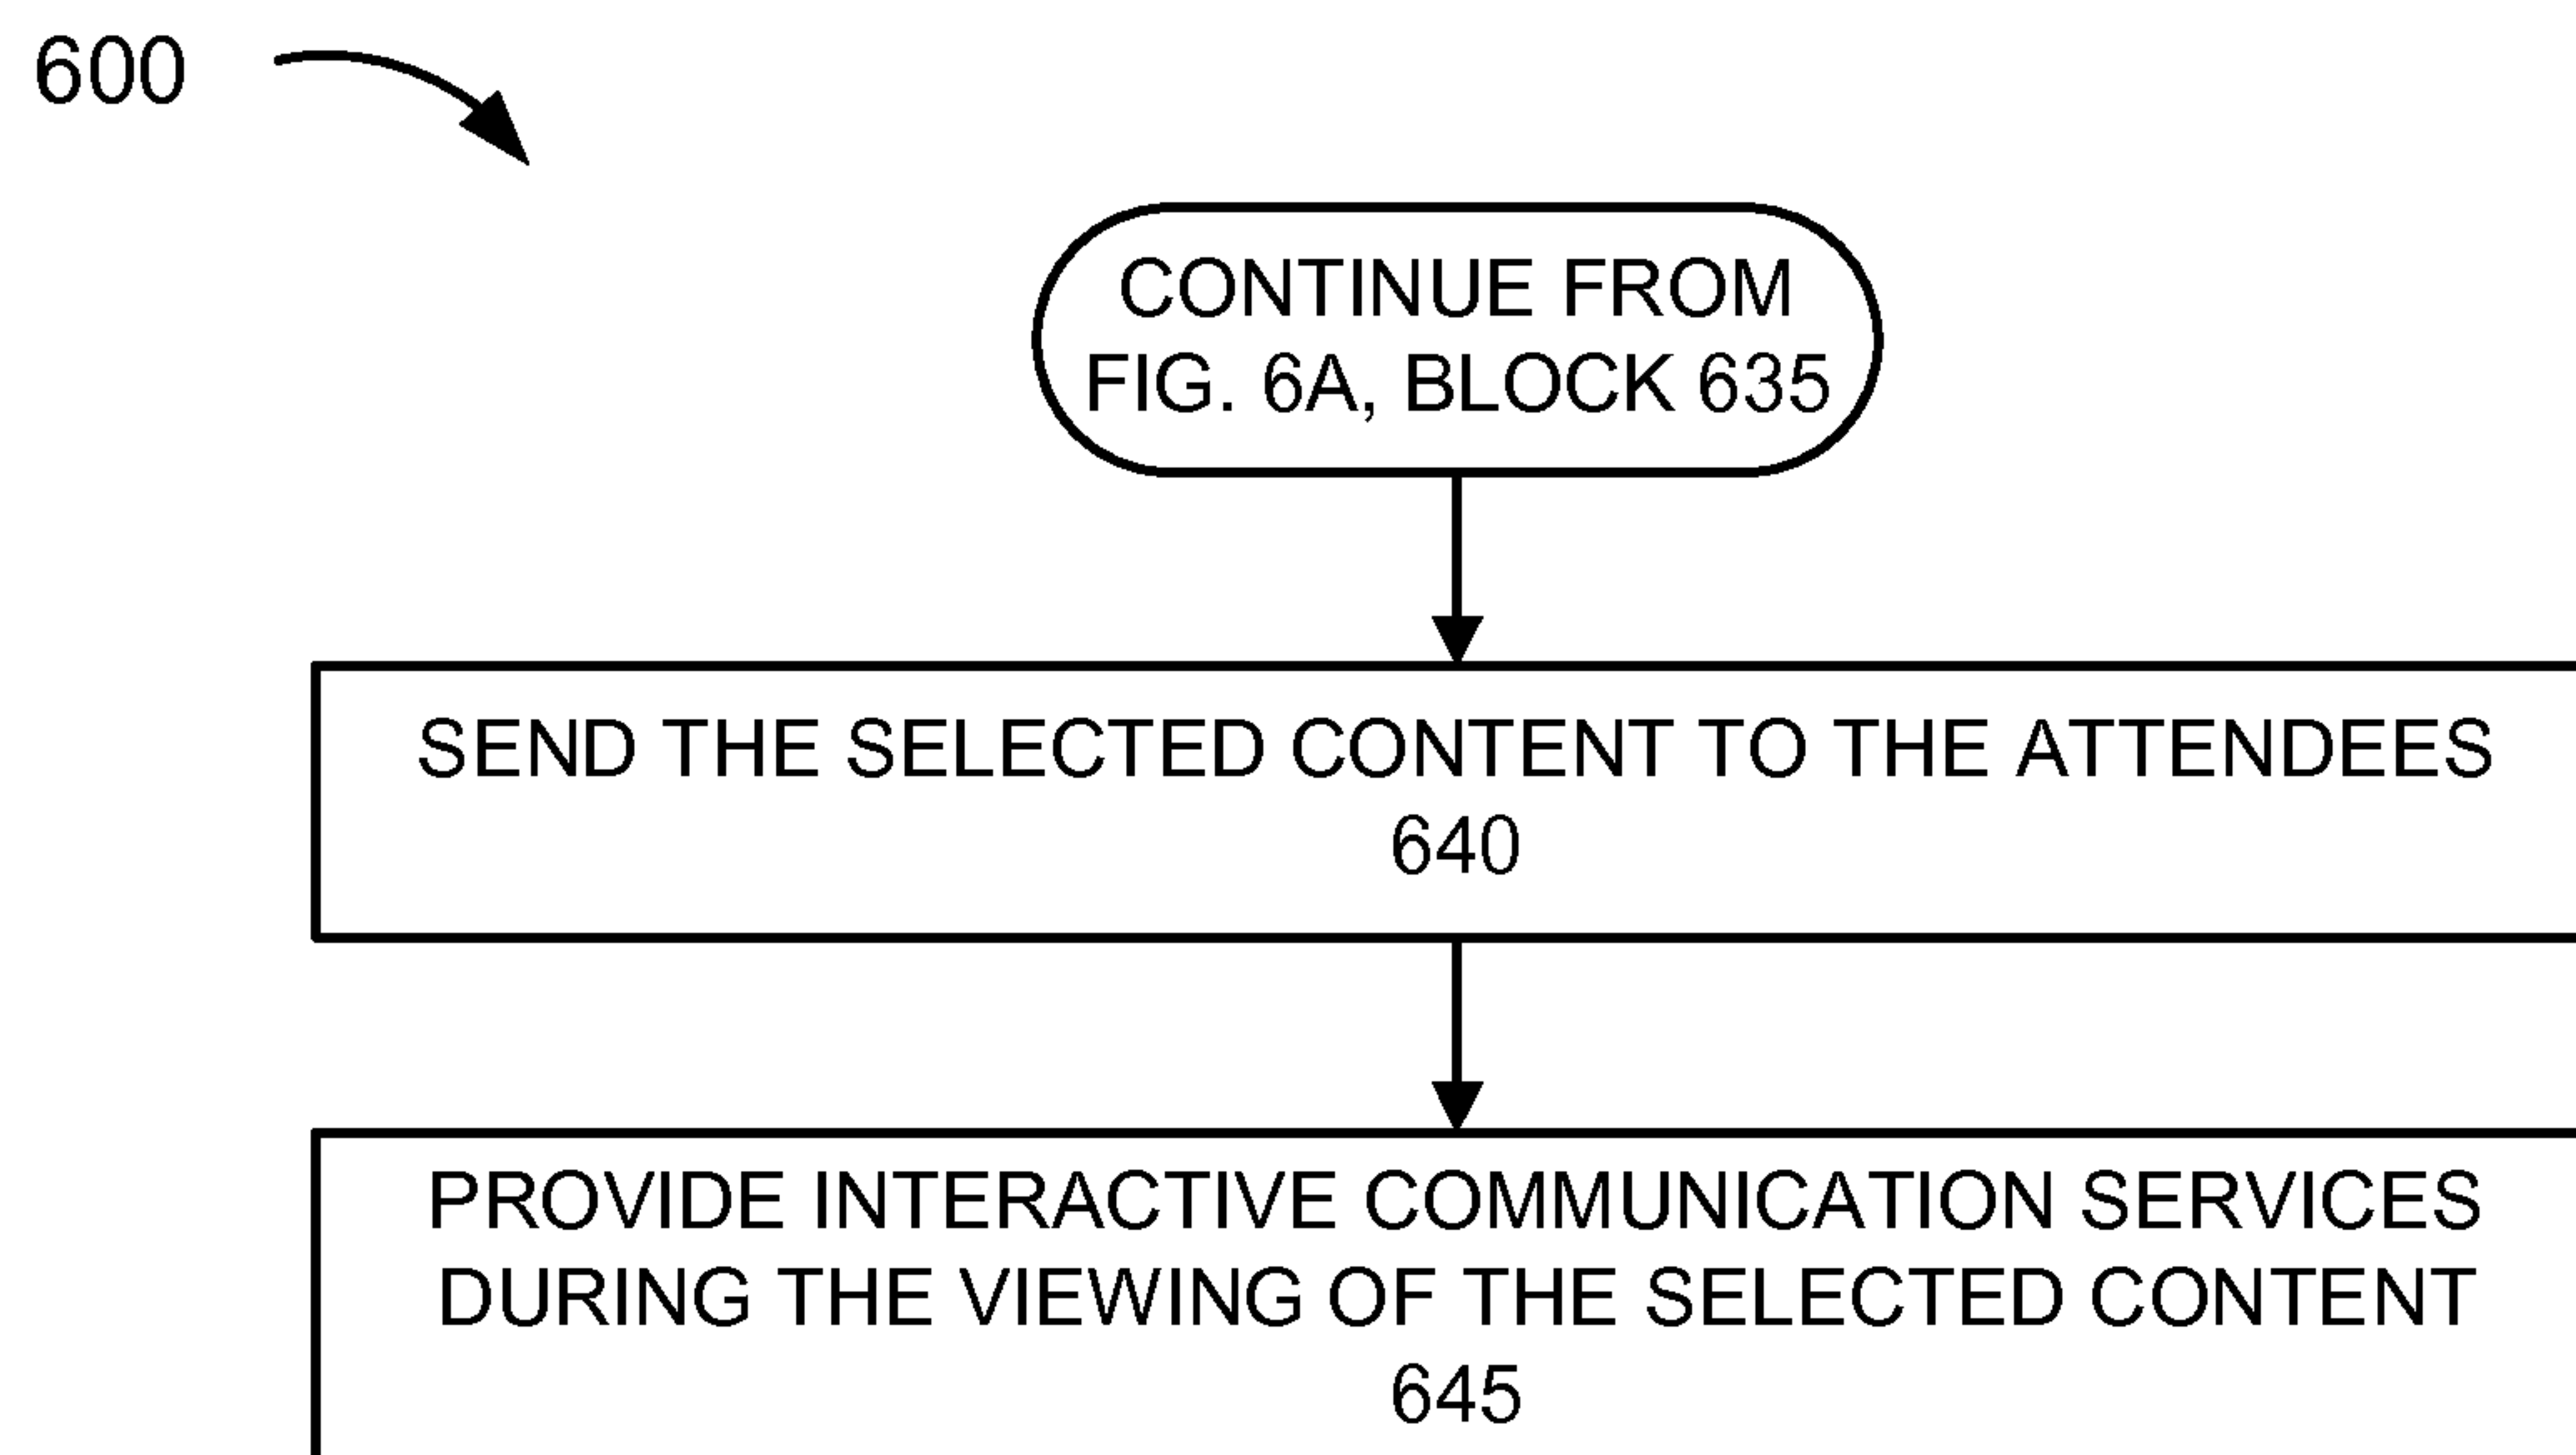 600
CONTINUE FROM
FIG. 6A, BLOCK 635
SEND THE SELECTED CONTENT TO THE ATTENDEES
640
PROVIDE INTERACTIVE COMMUNICATION SERVICES
DURING THE VIEWING OF THE SELECTED CONTENT
645